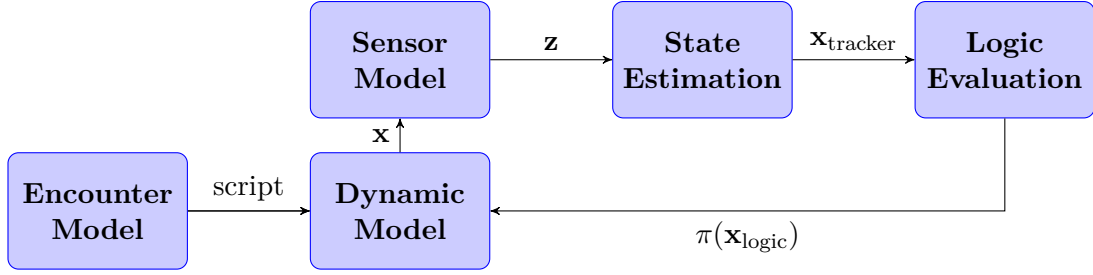 Sensor
Model
z
State
Estimation
x_tracker
Logic
Evaluation
x
Encounter
Model
script
Dynamic
Model
π(x_logic)